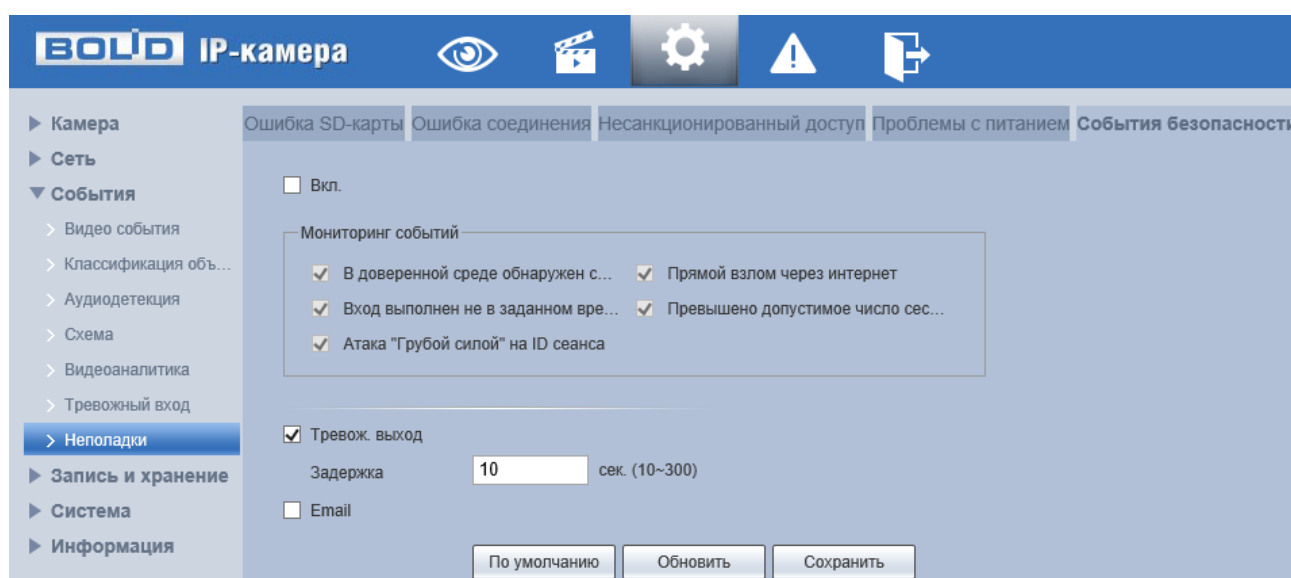 BOLID IP-камера
Камера
Сеть
События
Видео события
Классификация объ...
Аудиодетекция
Схема
Видеоаналитика
Тревожный вход
Неполадки
Запись и хранение
Система
Информация
Ошибка SD-карты Ошибка соединения Несанкционированный доступ Проблемы с питанием События безопасности
Вкл.
Мониторинг событий
В доверенной среде обнаружен с... Прямой взлом через интернет
Вход выполнен не в заданном вре... Превышено допустимое число сес...
Атака "Грубой силой" на ID сеанса
Тревож. выход
Задержка 10 сек. (10~300)
Email
По умолчанию Обновить Сохранить